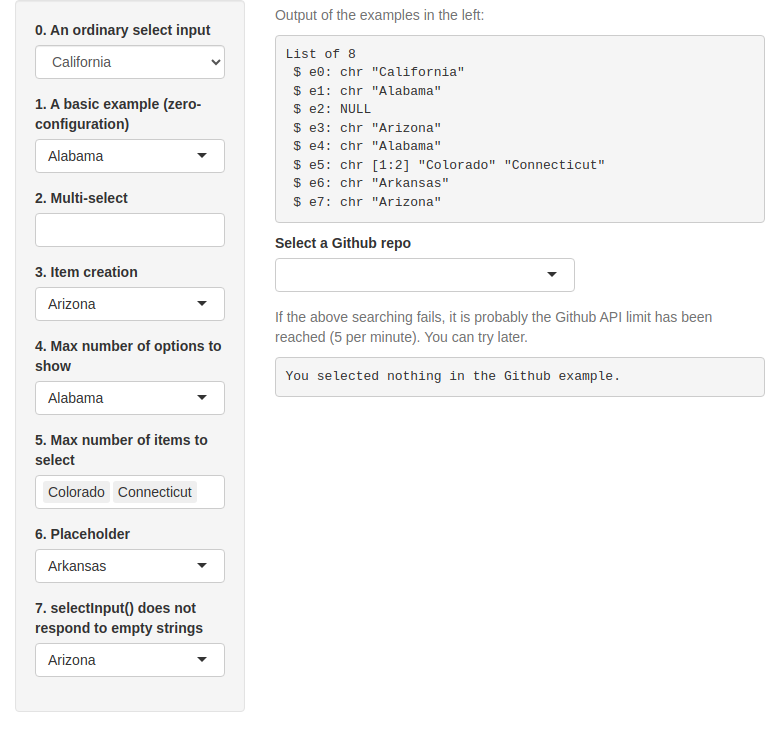 0. An ordinary select input
California
1. A basic example (zero-
configuration)
Alabama
2. Multi-select
3. Item creation
Arizona
4. Max number of options to
show
Alabama
5. Max number of items to
select
Colorado Connecticut
6. Placeholder
Arkansas
7. selectInput() does not
respond to empty strings
Arizona
Output of the examples in the left:
List of 8
 $ e0: chr "California"
 $ e1: chr "Alabama"
 $ e2: NULL
 $ e3: chr "Arizona"
 $ e4: chr "Alabama"
 $ e5: chr [1:2] "Colorado" "Connecticut"
 $ e6: chr "Arkansas"
 $ e7: chr "Arizona"
Select a Github repo
If the above searching fails, it is probably the Github API limit has been
reached (5 per minute). You can try later.
You selected nothing in the Github example.